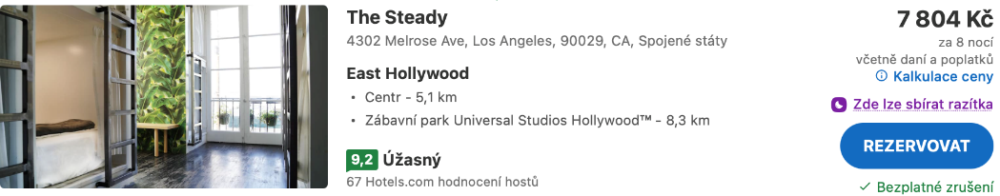 The Steady
4302 Melrose Ave, Los Angeles, 90029, CA, Spojené státy
East Hollywood
• Centr - 5,1 km
• Zábavní park Universal Studios Hollywood™ - 8,3 km
9,2 Úžasný
67 Hotels.com hodnocení hostů
7 804 Kč
za 8 nocí
včetně daní a poplatků
Kalkulace ceny
Zde lze sbírat razítka
REZERVOVAT
✓ Bezplatné zrušení